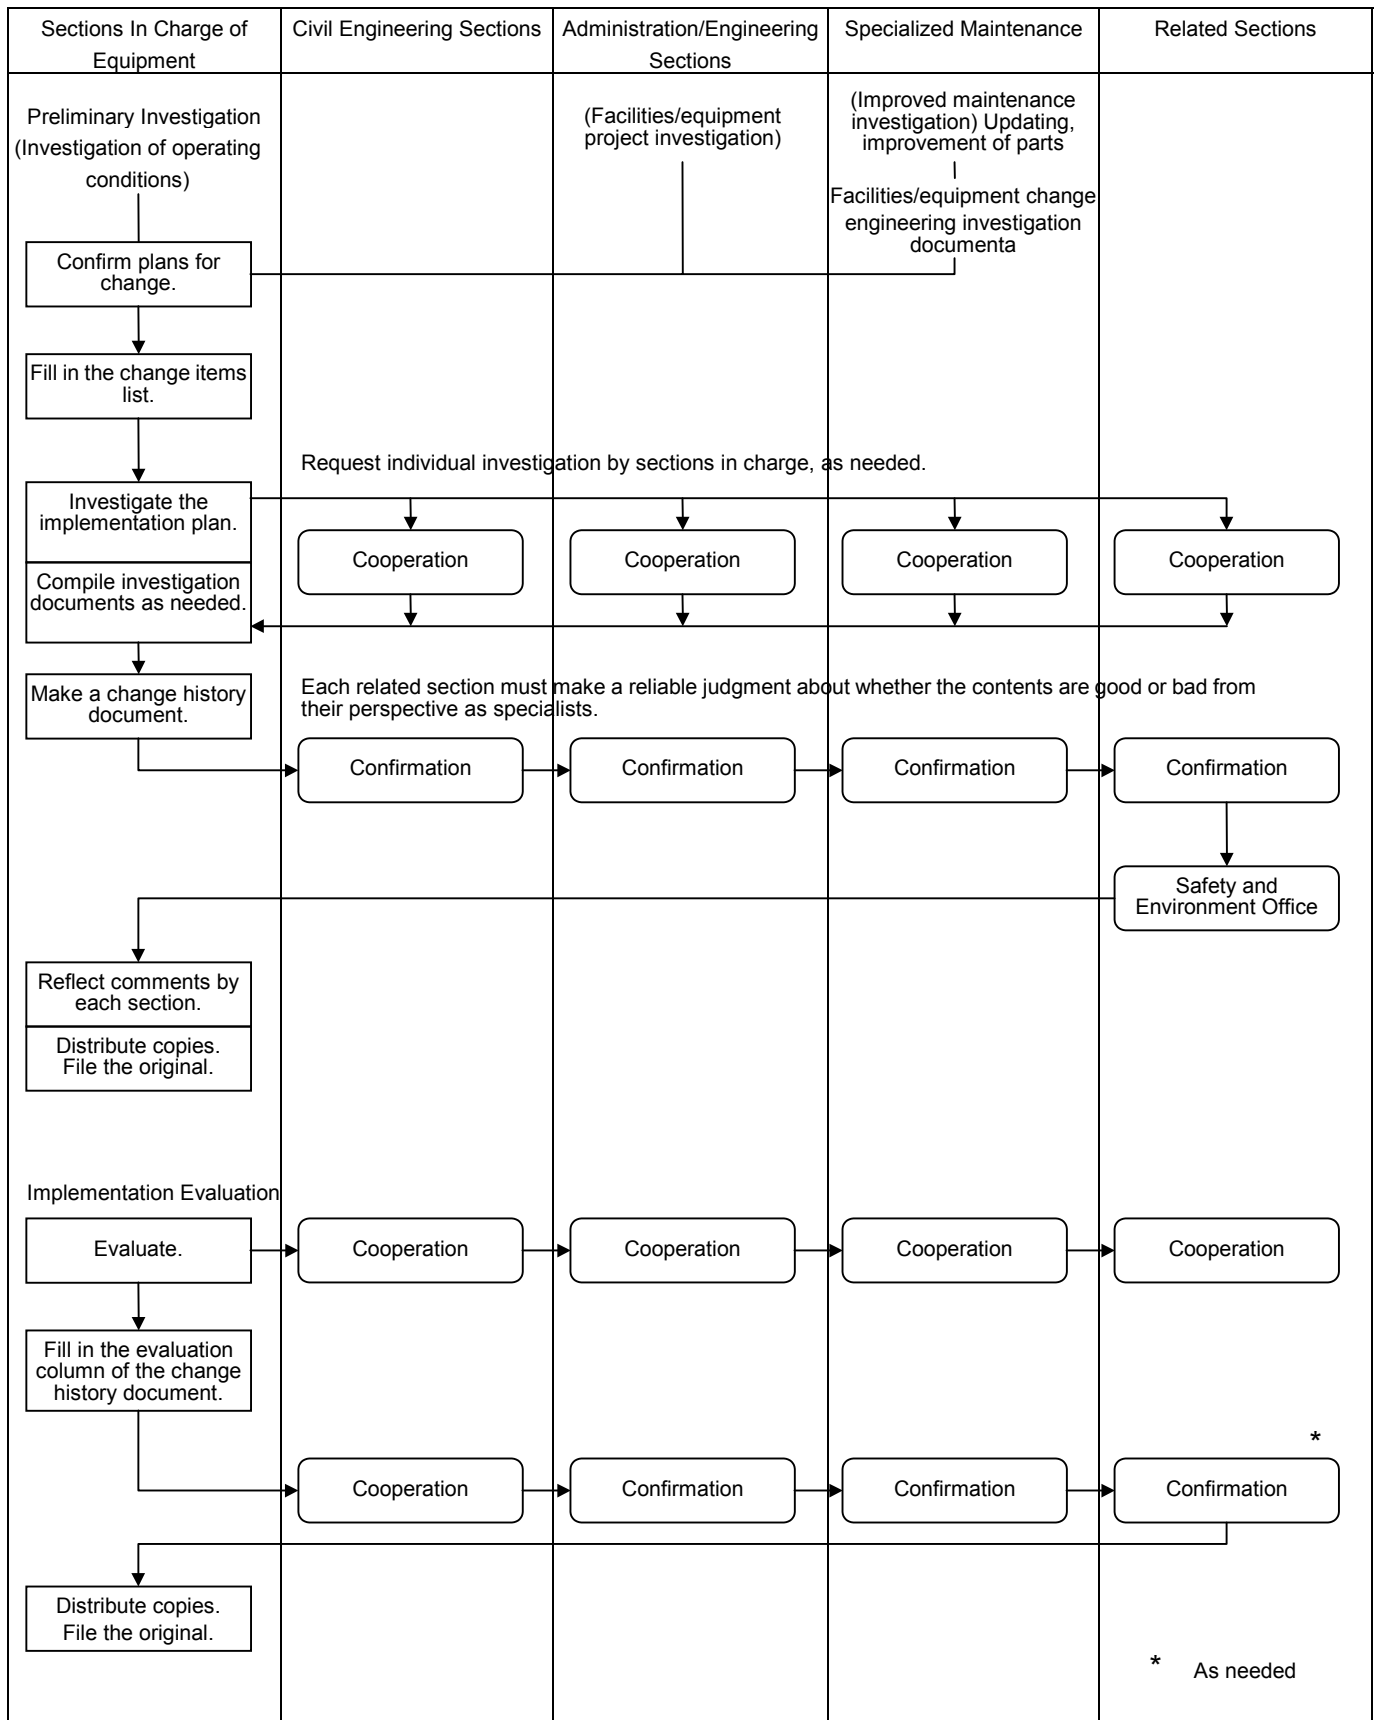 Sections In Charge of
Equipment
Civil Engineering Sections
Administration/Engineering
Sections
Specialized Maintenance
Related Sections
Preliminary Investigation
(Investigation of operating
conditions)
(Facilities/equipment
project investigation)
(Improved maintenance
investigation) Updating,
improvement of parts
Facilities/equipment change
engineering investigation
documenta
Confirm plans for
change.
Fill in the change items
list.
Request individual investigation by sections in charge, as needed.
Investigate the
implementation plan.
Cooperation
Cooperation
Cooperation
Cooperation
Compile investigation
documents as needed.
Make a change history
document.
Each related section must make a reliable judgment about whether the contents are good or bad from
their perspective as specialists.
Confirmation
Confirmation
Confirmation
Confirmation
Safety and
Environment Office
Reflect comments by
each section.
Distribute copies.
File the original.
Implementation Evaluation
Evaluate.
Cooperation
Cooperation
Cooperation
Cooperation
Fill in the evaluation
column of the change
history document.
*
Cooperation
Confirmation
Confirmation
Confirmation
Distribute copies.
File the original.
* As needed